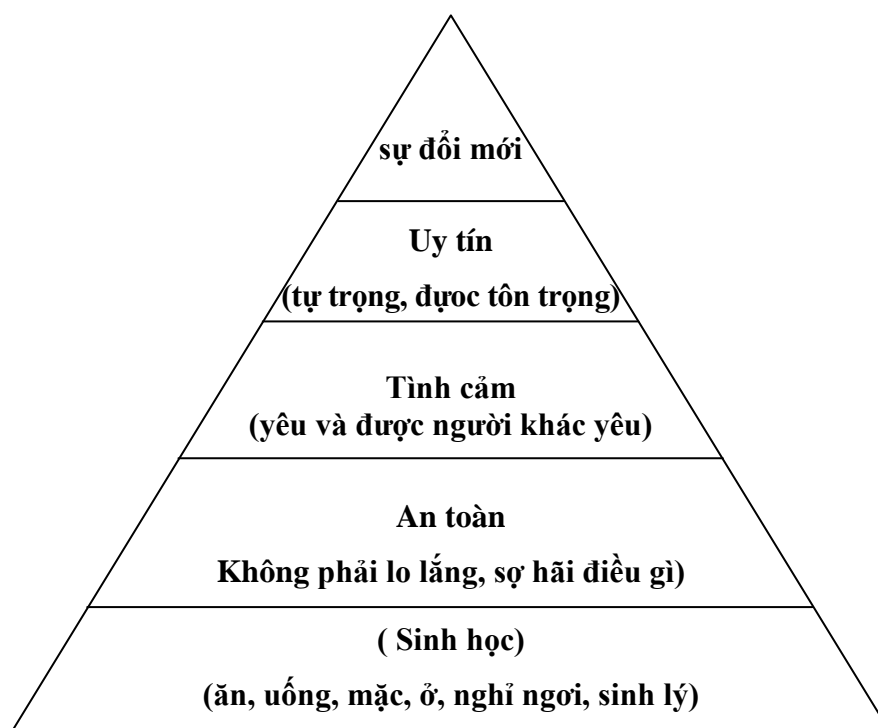 sự đổi mới
Uy tín
(tự trọng, đựoc tôn trọng)
Tình cảm
(yêu và được người khác yêu)
An toàn
Không phải lo lắng, sợ hãi điều gì)
( Sinh học)
(ăn, uống, mặc, ở, nghỉ ngơi, sinh lý)